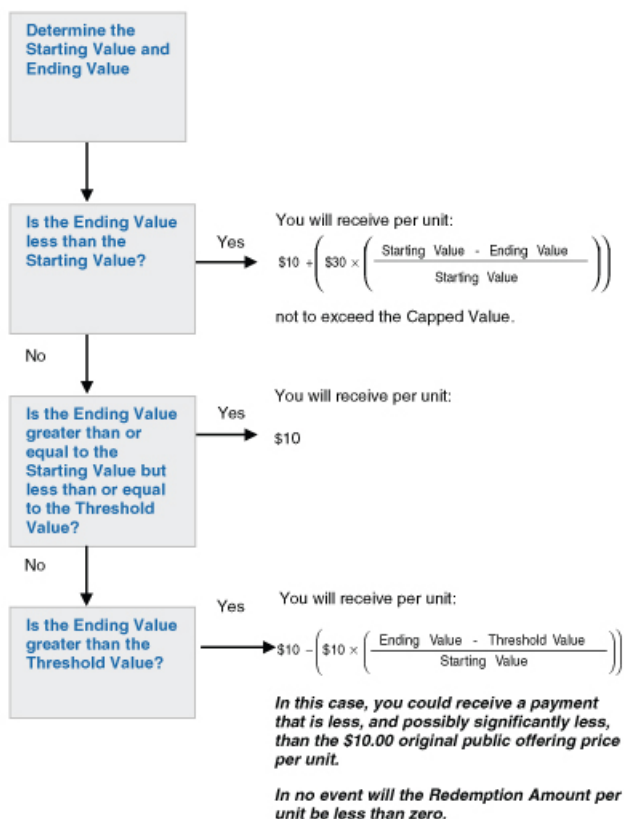 Determine the
Starting Value and
Ending Value
Is the Ending Value
less than the
Starting Value?
Yes
You will receive per unit:
$10 + ( $30 × ( Starting Value - Ending Value
Starting Value ) )
not to exceed the Capped Value.
No
Is the Ending Value
greater than or
equal to the
Starting Value but
less than or equal
to the Threshold
Value?
Yes
You will receive per unit:
$10
No
Is the Ending Value
greater than the
Threshold Value?
Yes
You will receive per unit:
$10 − ( $10 × ( Ending Value - Threshold Value
Starting Value ) )
In this case, you could receive a payment
that is less, and possibly significantly less,
than the $10.00 original public offering price
per unit.
In no event will the Redemption Amount per
unit be less than zero.